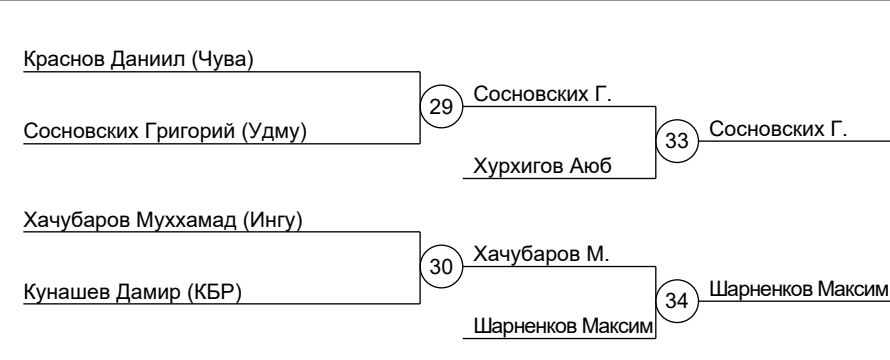 Краснов Даниил (Чува)
29
Сосновских Г.
Сосновских Григорий (Удму)
33
Сосновских Г.
Хурхигов Аюб
Хачубаров Муххамад (Ингу)
30
Хачубаров М.
Кунашев Дамир (КБР)
34
Шарненков Максим
Шарненков Максим